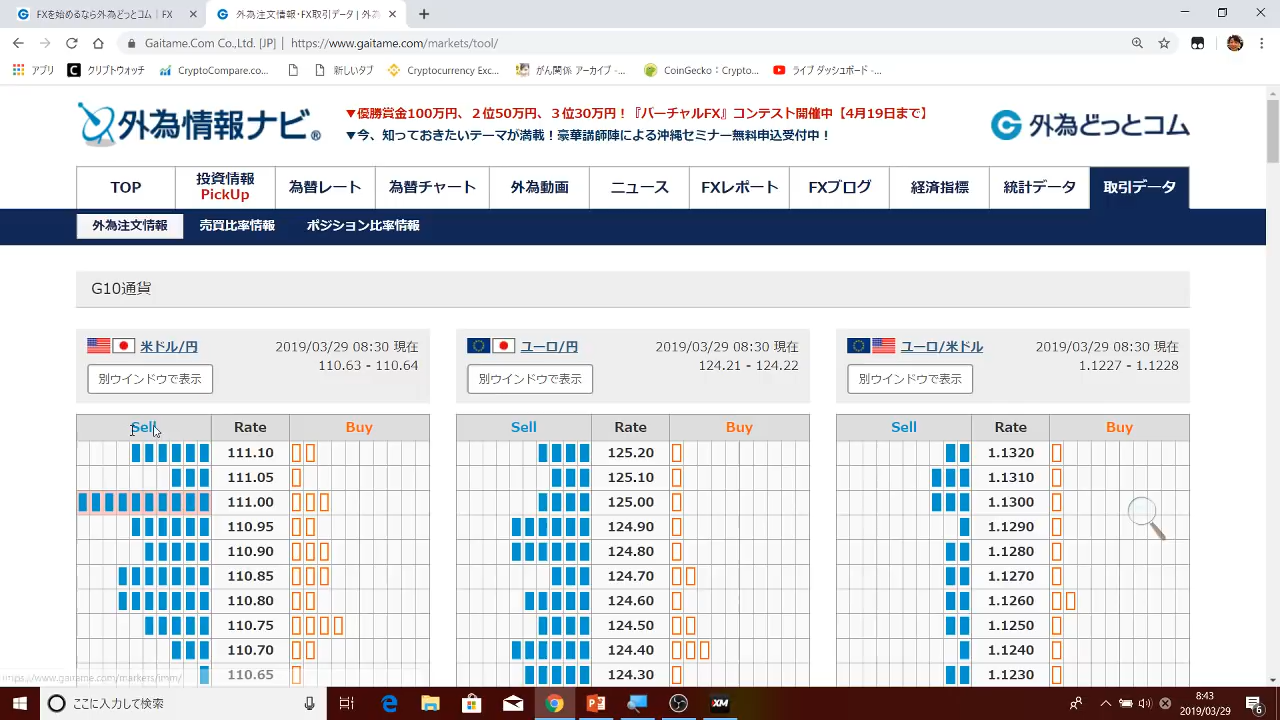 FXを始めるなら外為どっとコム | FX
外為注文情報･FX取引データ | 外為
Gaitame.Com Co.,Ltd. [JP] | https://www.gaitame.com/markets/tool/
アプリ クリプトウォッチ CryptoCompare.co... 新しいタブ Cryptocurrency Exc... がん関係 アーカイブ - ... CoinGecko : Crypto... ライブ ダッシュボード - ...
外為情報ナビ®
▼優勝賞金100万円、２位50万円、３位30万円！『バーチャルFX』コンテスト開催中【4月19日まで】
▼今、知っておきたいテーマが満載！豪華講師陣による沖縄セミナー無料申込受付中！
外為どっとコム
TOP 投資情報 PickUp 為替レート 為替チャート 外為動画 ニュース FXレポート FXブログ 経済指標 統計データ 取引データ
外為注文情報 売買比率情報 ポジション比率情報
G10通貨
米ドル/円 2019/03/29 08:30 現在
110.63 - 110.64
別ウインドウで表示
ユーロ/円 2019/03/29 08:30 現在
124.21 - 124.22
別ウインドウで表示
ユーロ/米ドル 2019/03/29 08:30 現在
1.1227 - 1.1228
別ウインドウで表示
Sell Rate Buy Sell Rate Buy Sell Rate Buy
111.10 125.20 1.1320
111.05 125.10 1.1310
111.00 125.00 1.1300
110.95 124.90 1.1290
110.90 124.80 1.1280
110.85 124.70 1.1270
110.80 124.60 1.1260
110.75 124.50 1.1250
110.70 124.40 1.1240
110.65 124.30 1.1230
https://www.gaitame.com/markets/imm/
ここに入力して検索
XM
8:43
2019/03/29
6